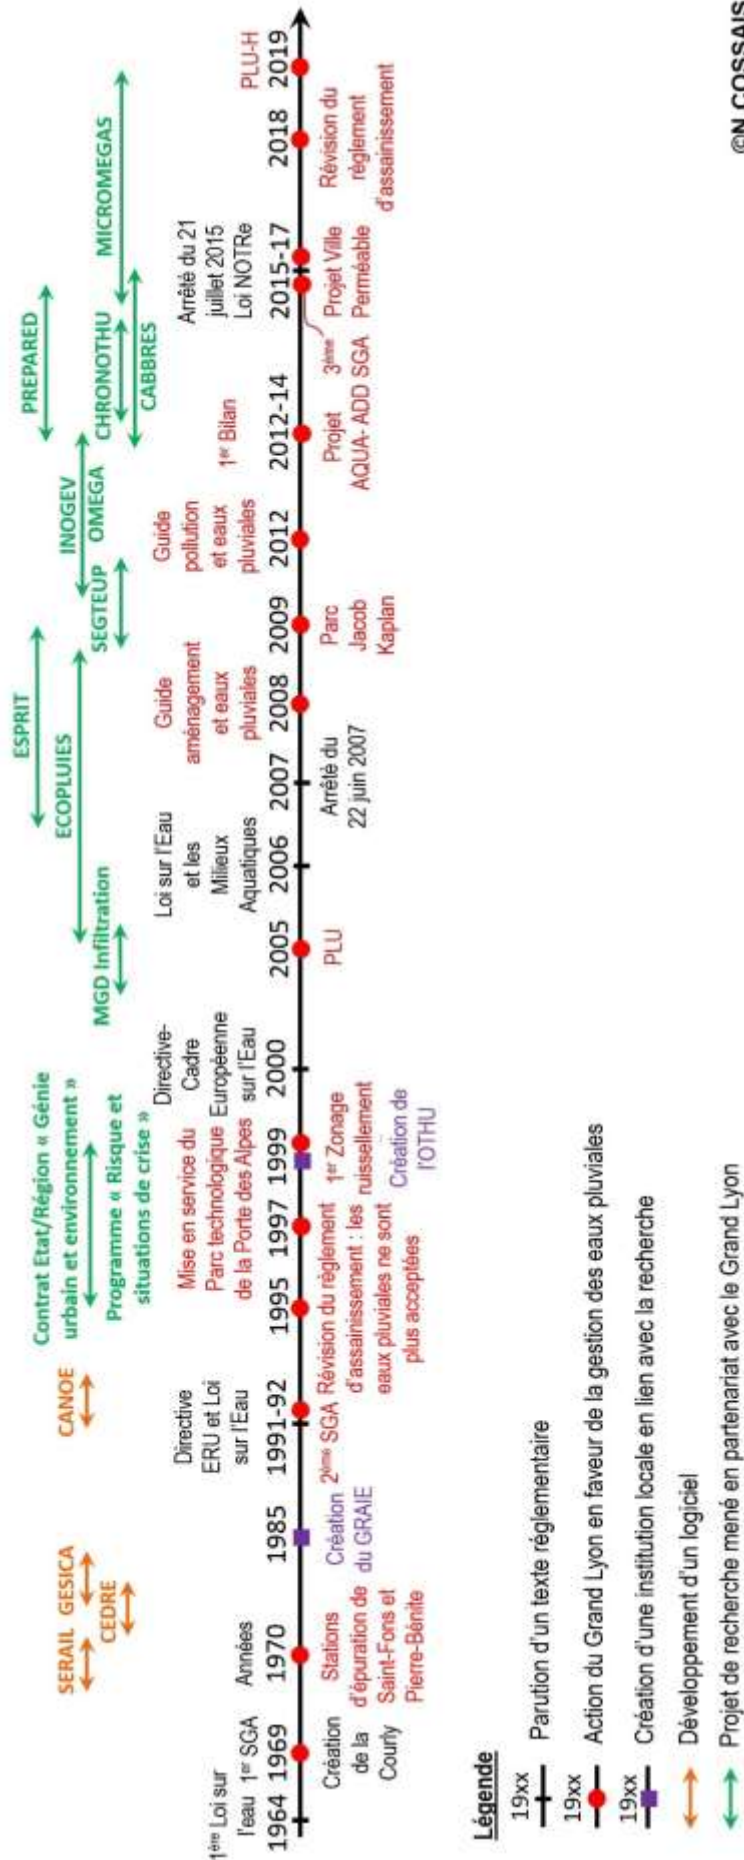 ESPRIT
PREPARED
ECOPLUIES
INOGEV
OMEGA
MGD Infiltration
SEGTEUP
CHRONOTHU
CABBRES
MICROMEGAS
SERAIL
GESICA
CEDRE
CANOE
Contrat Etat/Région « Génie
urbain et environnement »
Programme « Risque et
situations de crise »
1ère Loi sur
l'eau
1er SGA
Années
Directive
ERU et Loi
sur l'Eau
Mise en service du
Parc technologique
de la Porte des Alpes
Directive-
Cadre
Européenne
sur l'Eau
Loi sur l'Eau
et les
Milieux
Aquatiques
Guide
aménagement
et eaux
pluviales
Guide
pollution
et eaux
pluviales
1er Bilan
Arrêté du 21
juillet 2015
Loi NOTRe
PLU-H
1964
1969
1970
1985
1991-92
1995
1997
1999
2000
2005
2006
2007
2008
2009
2012
2012-14
2015-17
2018
2019
Création
de la
Courly
Stations
d'épuration de
Saint-Fons et
Pierre-Bénite
Création
du GRAIE
2ème SGA
Révision du règlement
d'assainissement : les
eaux pluviales ne sont
plus acceptées
1er Zonage
ruissellement
Création de
l'OTHU
PLU
Arrêté du
22 juin 2007
Parc
Jacob
Kaplan
Projet
AQUA- ADD
3ème
SGA
Projet Ville
Perméable
Révision du
règlement
d'assainissement
Légende
19xx
Parution d'un texte réglementaire
19xx
Action du Grand Lyon en faveur de la gestion des eaux pluviales
19xx
Création d'une institution locale en lien avec la recherche
Développement d'un logiciel
Projet de recherche mené en partenariat avec le Grand Lyon
©N.COSSAIS